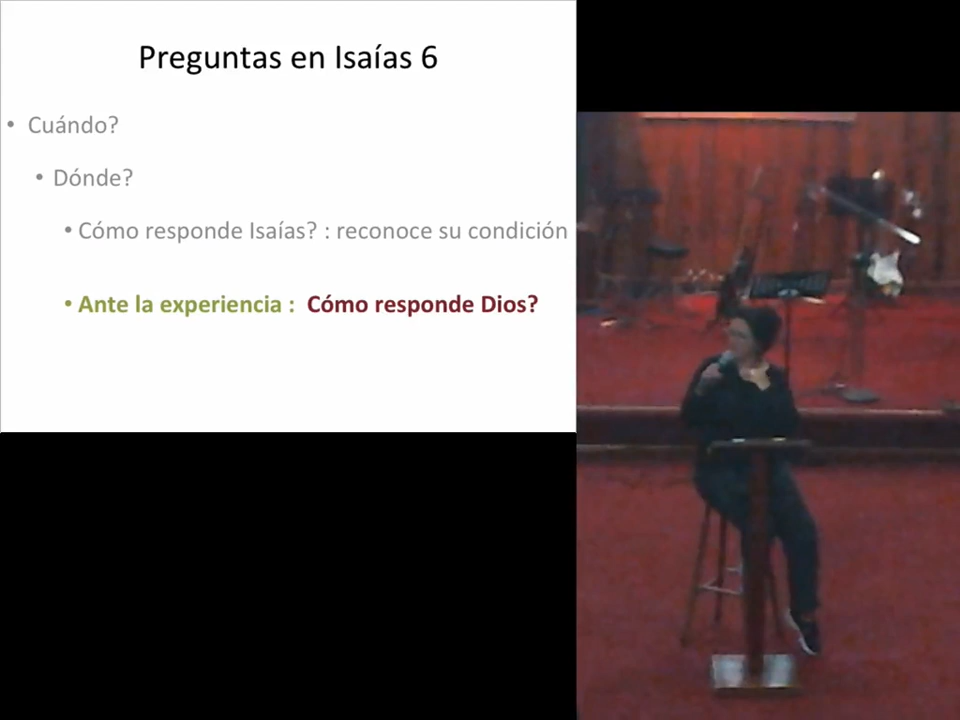 Preguntas en Isaías 6
• Cuándo?
• Dónde?
• Cómo responde Isaías? : reconoce su condición
• Ante la experiencia : Cómo responde Dios?